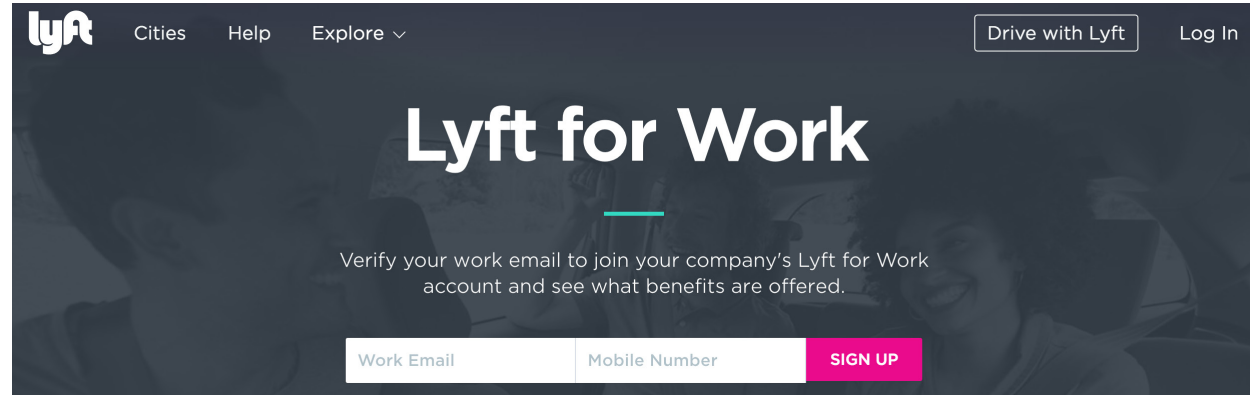 lyft Cities Help Explore Drive with Lyft Log In
Lyft for Work
Verify your work email to join your company's Lyft for Work
account and see what benefits are offered.
Work Email Mobile Number SIGN UP